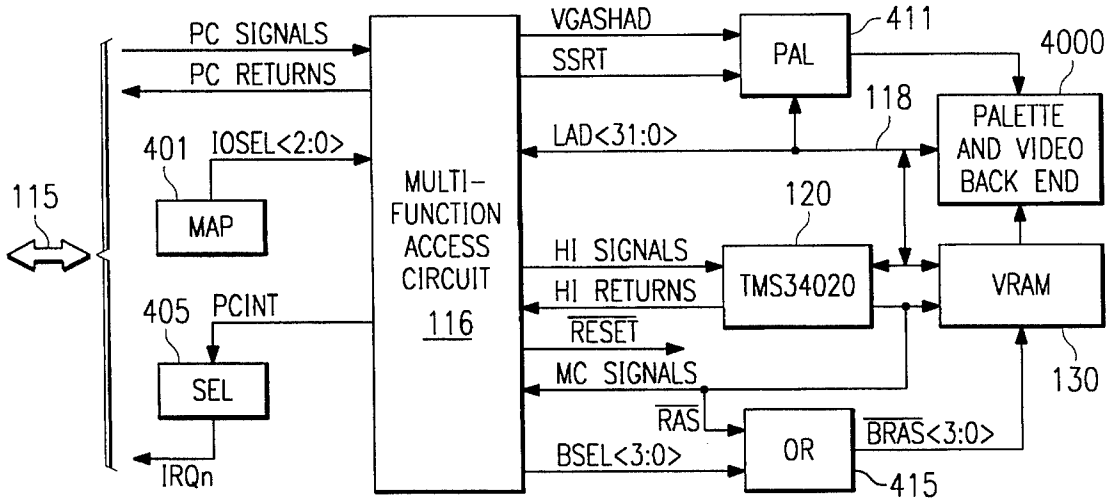 PC SIGNALS
PC RETURNS
401
IOSEL<2:0>
MAP
115
405
PCINT
SEL
IRQn
MULTI-
FUNCTION
ACCESS
CIRCUIT
116
VGASHAD
SSRT
PAL
411
4000
LAD<31:0>
118
PALETTE
AND VIDEO
BACK END
120
HI SIGNALS
HI RETURNS
TMS34020
VRAM
130
RESET
MC SIGNALS
RAS
BSEL<3:0>
OR
BRAS<3:0>
415